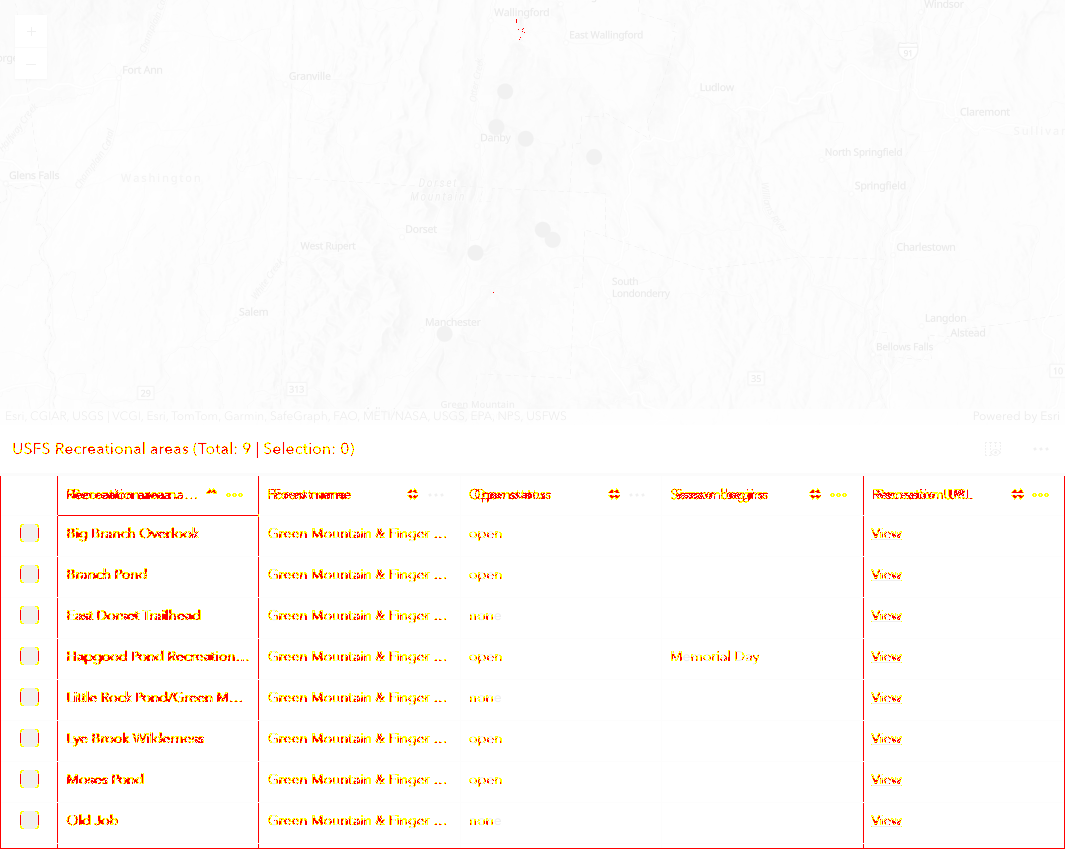 Wallingford
Windsor
East Wallingford
91
Fort Ann
Granville
Ludlow
Claremont
Danby
North Springfield
Glens Falls
Washington
Springfield
Dorset
Mountain
Dorset
West Rupert
Charlestown
South
Londonderry
Salem
Manchester
Langdon
Alstead
Bellows Falls
35
10
29
313
Green Mountain
Esri, CGIAR, USGS | VCGI, Esri, TomTom, Garmin, SafeGraph, FAO, METI/NASA, USGS, EPA, NPS, USFWS
Powered by Esri
USFS Recreational areas (Total: 9 | Selection: 0)
Recreation area na... Forest name Open status Season begins Recreation URL
Big Branch Overlook Green Mountain & Finger ... open View
Branch Pond Green Mountain & Finger ... open View
East Dorset Trailhead Green Mountain & Finger ... none View
Hapgood Pond Recreation... Green Mountain & Finger ... open Memorial Day View
Little Rock Pond/Green M... Green Mountain & Finger ... none View
Lye Brook Wilderness Green Mountain & Finger ... open View
Moses Pond Green Mountain & Finger ... open View
Old Job Green Mountain & Finger ... none View